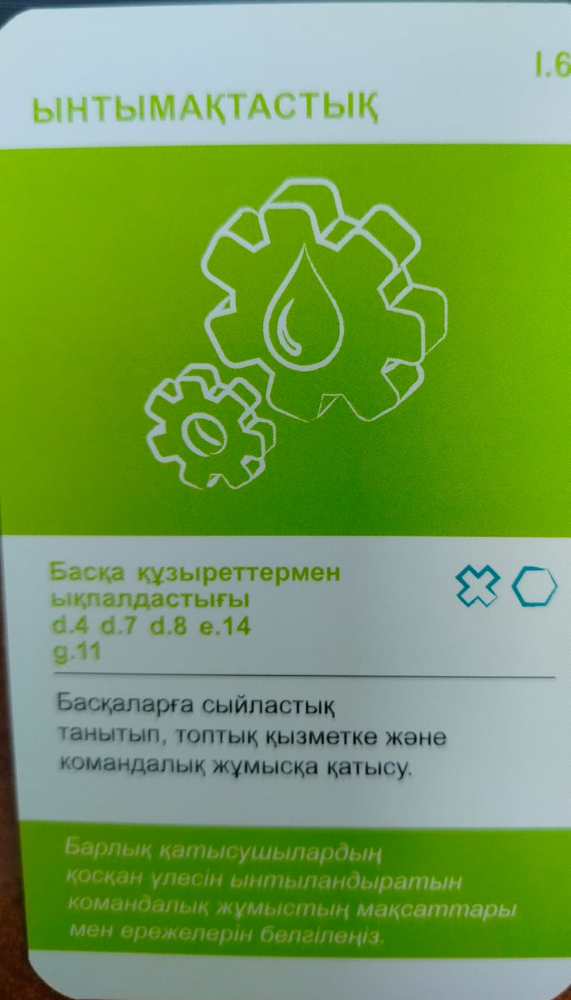 I.6
ЫНТЫМАҚТАСТЫҚ
Басқа құзыреттермен
ықпалдастығы
d.4 d.7 d.8 e.14
g.11
Басқаларға сыйластық
танытып, топтық қызметке және
командалық жұмысқа қатысу.
Барлық қатысушылардың
қосқан үлесін ынтыландыратын
командалық жұмыстың мақсаттары
мен ережелерін белгілеңіз.